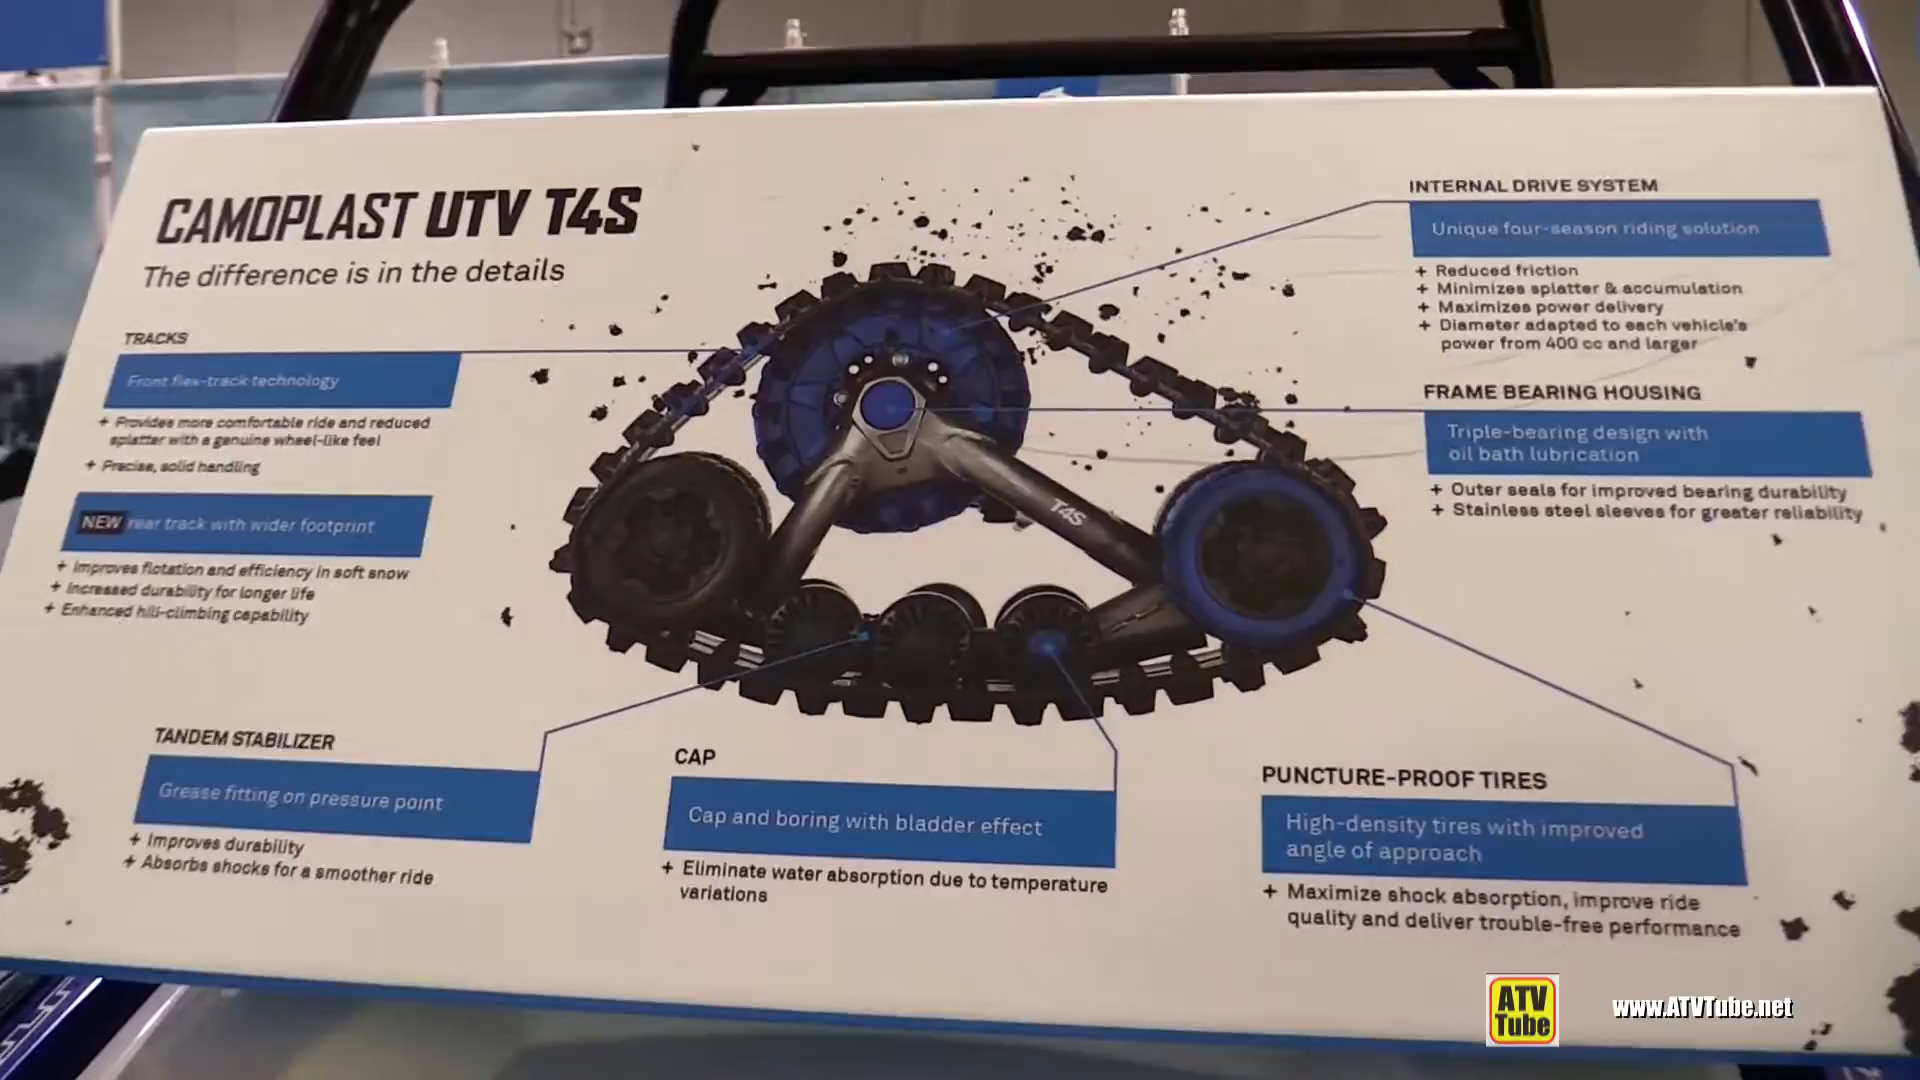 CAMOPLAST UTV T4S
The difference is in the details
TRACKS
Front flex-track technology
+ Provides more comfortable ride and reduced
splatter with a genuine wheel-like feel
+ Precise, solid handling
NEW rear track with wider footprint
+ Improves flotation and efficiency in soft snow
+ Increased durability for longer life
+ Enhanced hill-climbing capability
TANDEM STABILIZER
Grease fitting on pressure point
+ Improves durability
+ Absorbs shocks for a smoother ride
CAP
Cap and boring with bladder effect
+ Eliminate water absorption due to temperature
variations
INTERNAL DRIVE SYSTEM
Unique four-season riding solution
+ Reduced friction
+ Minimizes splatter & accumulation
+ Maximizes power delivery
+ Diameter adapted to each vehicle's
power from 400 cc and larger
FRAME BEARING HOUSING
Triple-bearing design with
oil bath lubrication
+ Outer seals for improved bearing durability
+ Stainless steel sleeves for greater reliability
T4S
PUNCTURE-PROOF TIRES
High-density tires with improved
angle of approach
+ Maximize shock absorption, improve ride
quality and deliver trouble-free performance
ATV
Tube
www.ATVTube.net